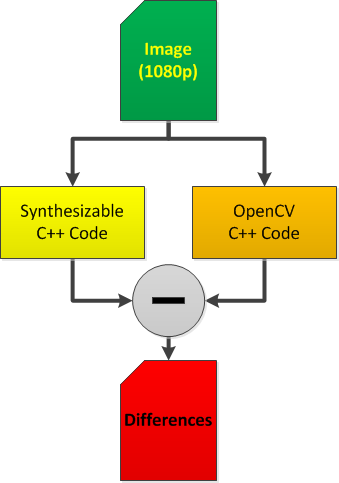 Image
(1080p)
Synthesizable
C++ Code
OpenCV
C++ Code
Differences